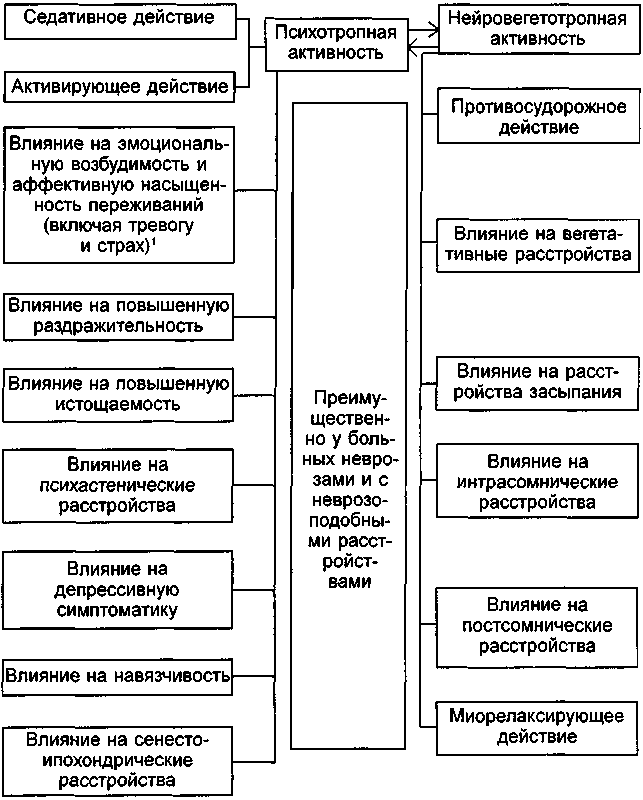 Седативное действие
Активирующее действие
Психотропная
активность
Нейровегетотропная
активность
Влияние на эмоциональ-
ную возбудимость и
аффективную насыщен-
ность переживаний
(включая тревогу
и страх)¹
Влияние на повышенную
раздражительность
Влияние на повышенную
истощаемость
Влияние на
психастенические
расстройства
Влияние на
депрессивную
симптоматику
Влияние на навязчивость
Влияние на сенесто-
ипохондрические
расстройства
Преиму-
ществен-
но у боль-
ных невро-
зами и с
неврозо-
подобны-
ми расст-
ройст-
вами
Противосудорожное
действие
Влияние на вегета-
тивные расстройства
Влияние на расст-
ройства засыпания
Влияние на
интрасомнические
расстройства
Влияние на
постсомнические
расстройства
Миорелаксирующее
действие